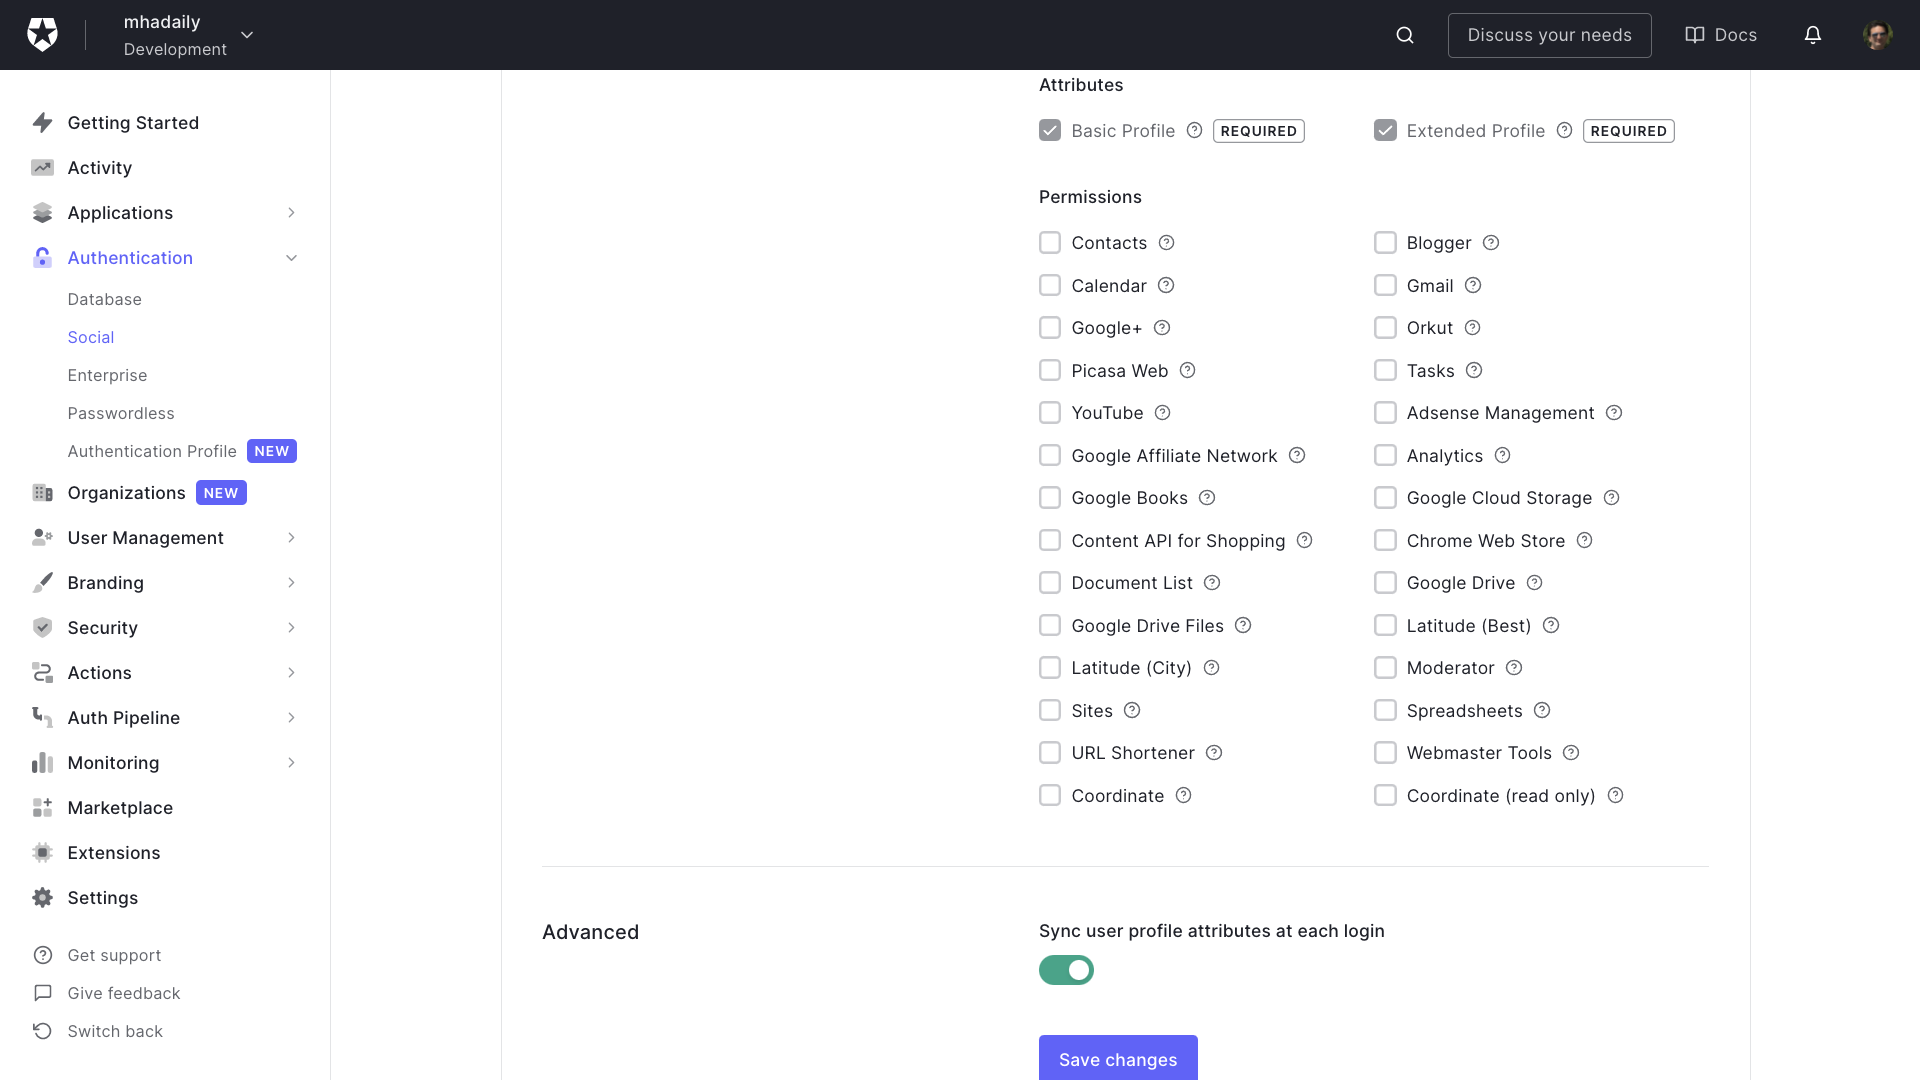 mhadaily
Development
Discuss your needs
Docs
Getting Started
Activity
Applications
Authentication
Database
Social
Enterprise
Passwordless
Authentication Profile NEW
Organizations NEW
User Management
Branding
Security
Actions
Auth Pipeline
Monitoring
Marketplace
Extensions
Settings
Get support
Give feedback
Switch back
Attributes
Basic Profile REQUIRED Extended Profile REQUIRED
Permissions
Contacts Blogger
Calendar Gmail
Google+ Orkut
Picasa Web Tasks
YouTube Adsense Management
Google Affiliate Network Analytics
Google Books Google Cloud Storage
Content API for Shopping Chrome Web Store
Document List Google Drive
Google Drive Files Latitude (Best)
Latitude (City) Moderator
Sites Spreadsheets
URL Shortener Webmaster Tools
Coordinate Coordinate (read only)
Advanced
Sync user profile attributes at each login
Save changes